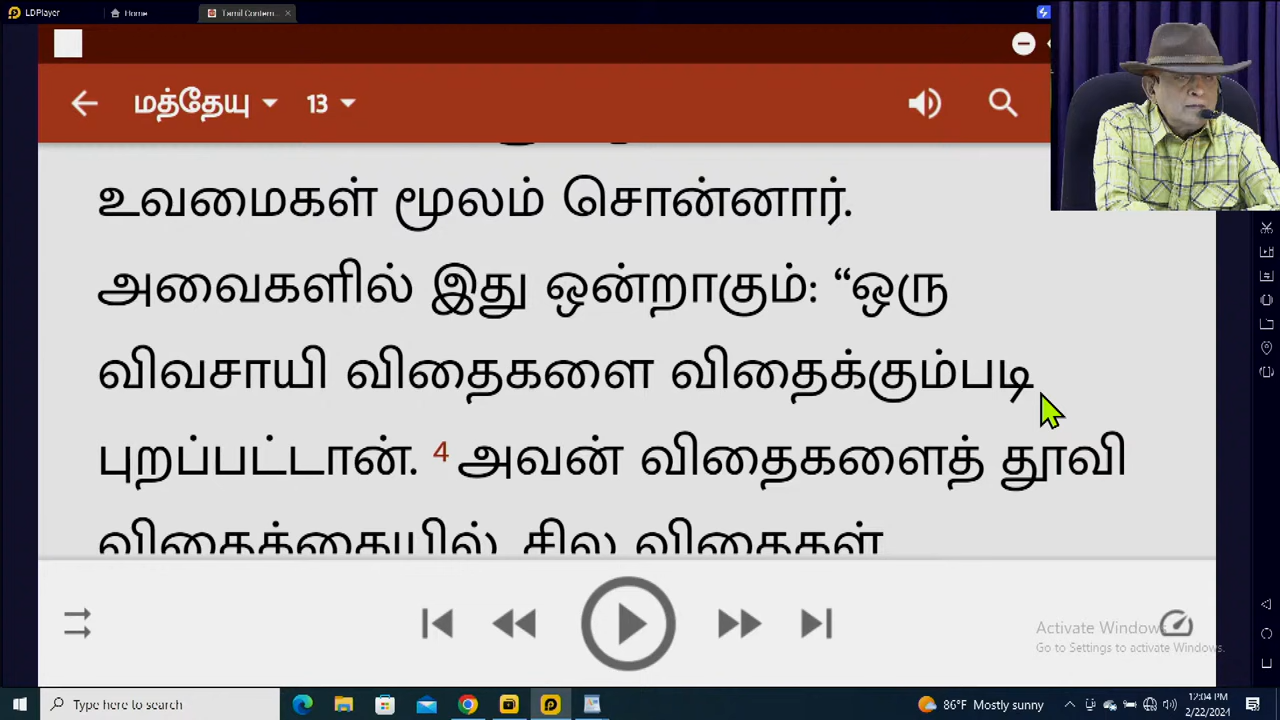 LDPlayer
Home
Tamil Contem
மத்தேயு 13
உவமைகள் மூலம் சொன்னார்.
அவைகளில் இது ஒன்றாகும்: “ஒரு
விவசாயி விதைகளை விதைக்கும்படி
புறப்பட்டான். 4 அவன் விதைகளைத் தூவி
விதைக்கையில், சில விதைகள்
Activate Windows
Go to Settings to activate Windows.
Type here to search
86°F Mostly sunny
12:04 PM
2/22/2024